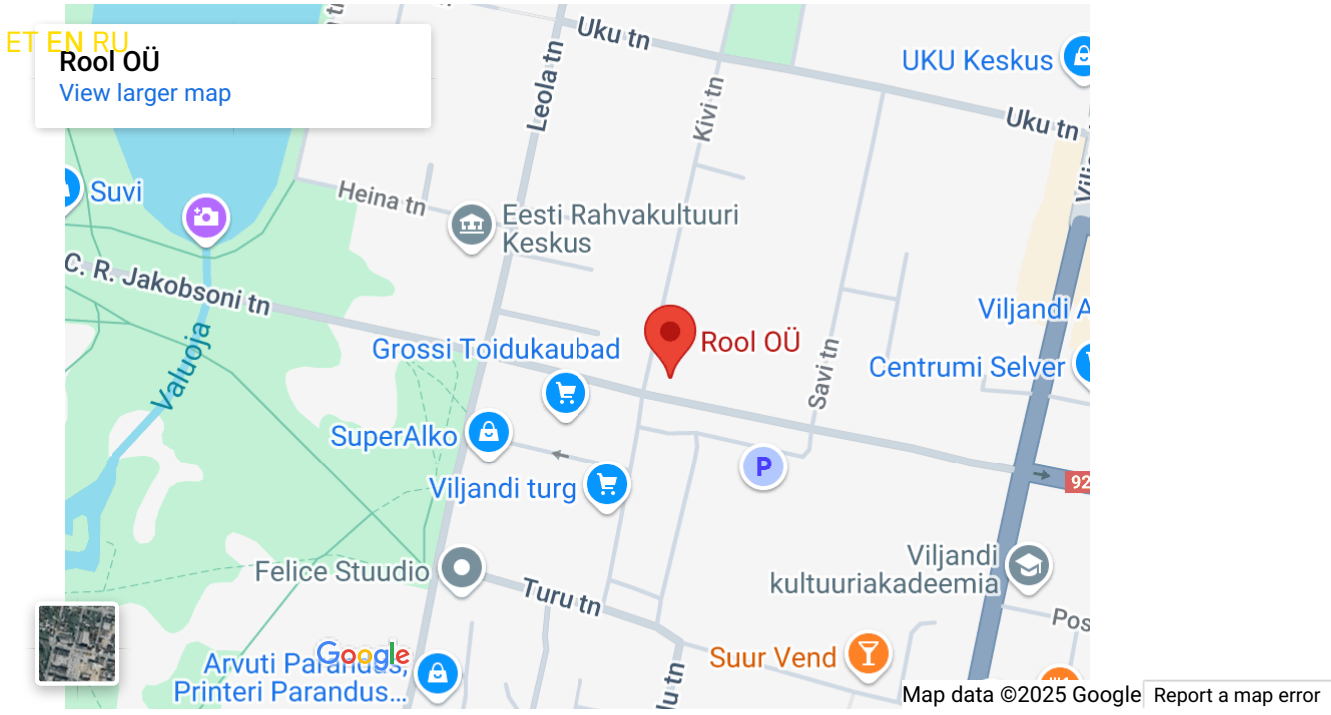 ET EN RU
Rool OÜ
View larger map
Uku tn
UKU Keskus
Leola tn
Kivi tn
Uku tn
Suvi
Heina tn
Eesti Rahvakultuuri
Keskus
C. R. Jakobsoni tn
Valuoja
Viljandi A
Grossi Toidukaubad
Rool OÜ
Savi tn
Centrumi Selver
SuperAlko
P
Viljandi turg
92
Felice Stuudio
Viljandi
kultuuriakadeemia
Turu tn
Pos
Google
Arvuti Parandus,
Printeri Parandus...
Suur Vend
lu tn
Map data ©2025 Google
Report a map error